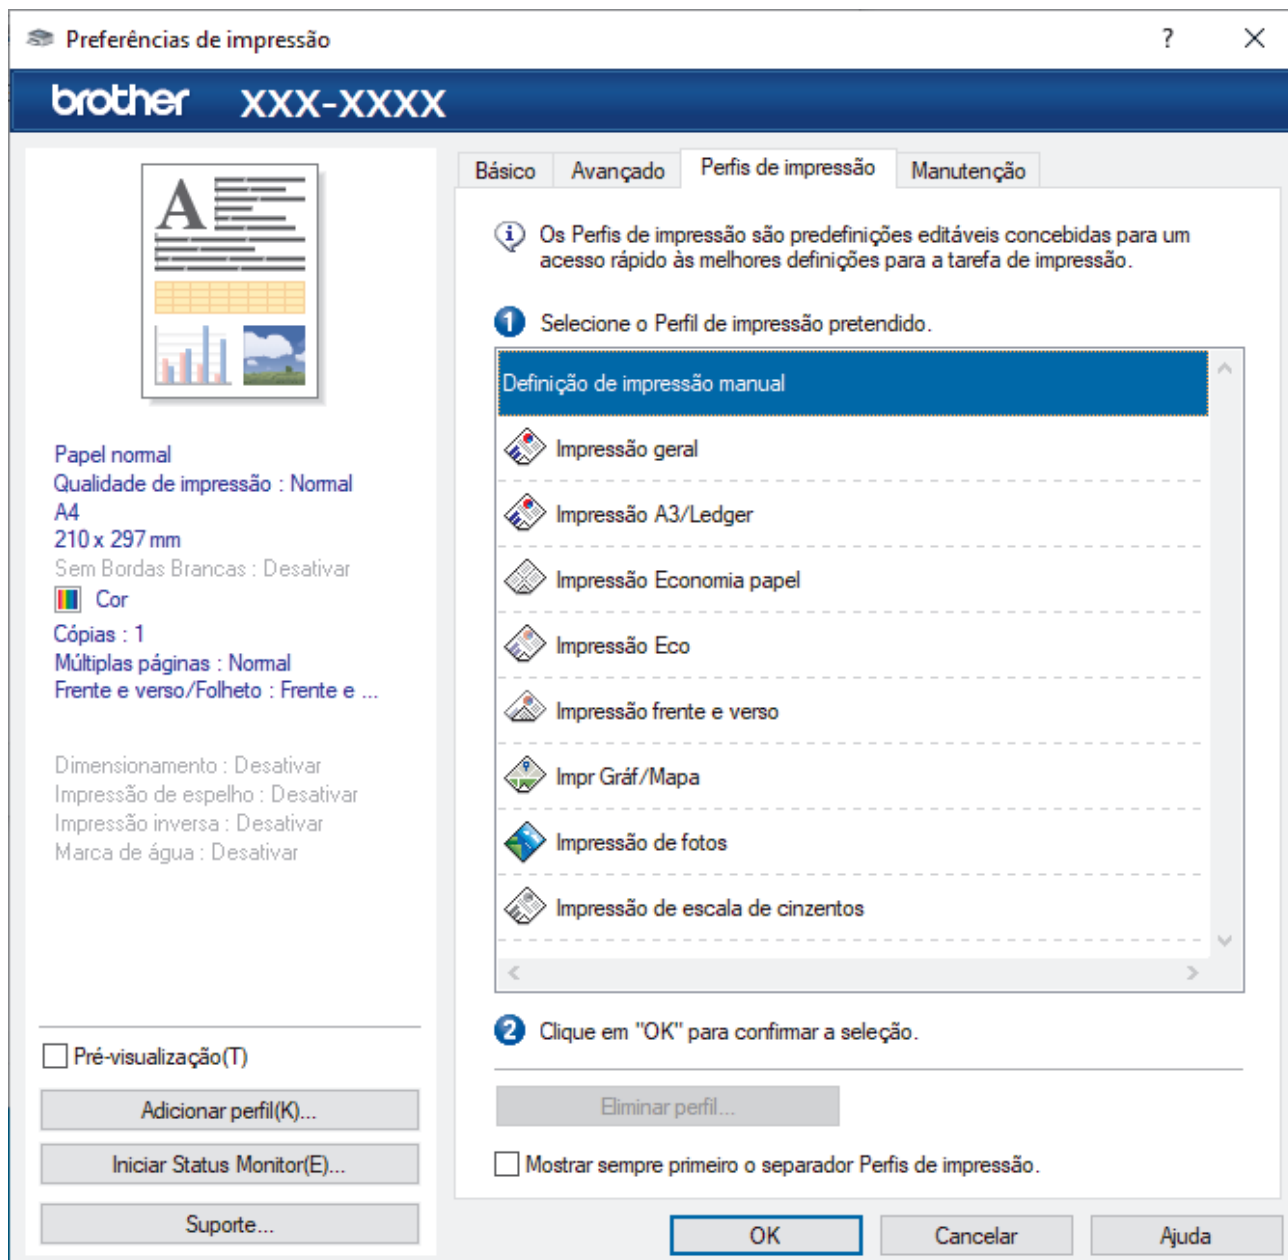 Preferências de impressão
?
brother XXX-XXXX
A
Papel normal
Qualidade de impressão : Normal
A4
210 x 297 mm
Sem Bordas Brancas : Desativar
Cor
Cópias : 1
Múltiplas páginas : Normal
Frente e verso/Folheto : Frente e ...
Dimensionamento : Desativar
Impressão de espelho : Desativar
Impressão inversa : Desativar
Marca de água : Desativar
Pré-visualização(T)
Adicionar perfil(K)...
Iniciar Status Monitor(E)...
Suporte...
Básico Avançado Perfis de impressão Manutenção
i Os Perfis de impressão são predefinições editáveis concebidas para um
acesso rápido às melhores definições para a tarefa de impressão.
1 Selecione o Perfil de impressão pretendido.
Definição de impressão manual
Impressão geral
Impressão A3/Ledger
Impressão Economia papel
Impressão Eco
Impressão frente e verso
Impr Gráf/Mapa
Impressão de fotos
Impressão de escala de cinzentos
2 Clique em "OK" para confirmar a seleção.
Eliminar perfil...
Mostrar sempre primeiro o separador Perfis de impressão.
OK Cancelar Ajuda